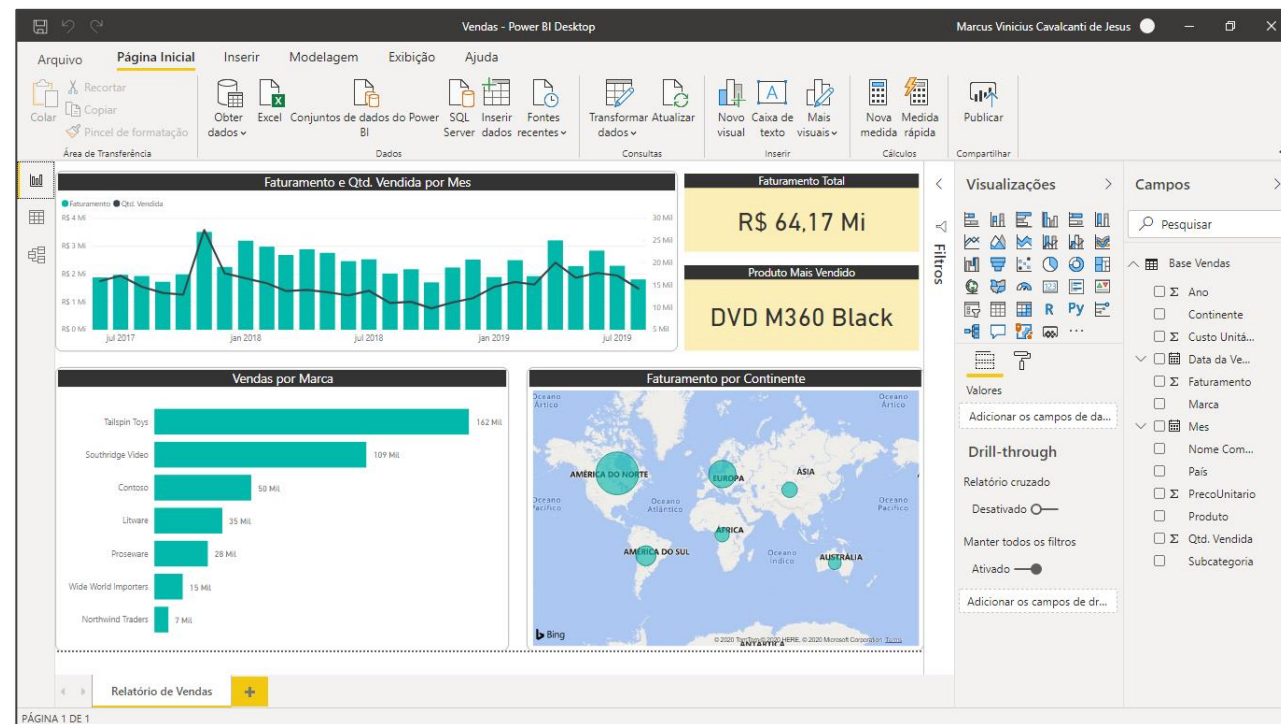 Vendas - Power BI Desktop
Marcus Vinicius Cavalcanti de Jesus
Arquivo
Página Inicial
Inserir
Modelagem
Exibição
Ajuda
Colar
Recortar
Copiar
Pincel de formatação
Área de Transferência
Obter dados
Excel
Conjuntos de dados do Power BI
SQL Server
Inserir dados
Fontes recentes
Dados
Transformar dados
Atualizar
Consultas
Novo visual
Caixa de texto
Mais visuais
Inserir
Nova medida
Medida rápida
Cálculos
Publicar
Compartilhar
Faturamento e Qtd. Vendida por Mes
Faturamento Qtd. Vendida
R$ 4 Mi
R$ 3 Mi
R$ 2 Mi
R$ 1 Mi
R$ 0 Mi
30 Mil
25 Mil
20 Mil
15 Mil
10 Mil
5 Mil
jul 2017
jan 2018
jul 2018
jan 2019
jul 2019
Faturamento Total
R$ 64,17 Mi
Produto Mais Vendido
DVD M360 Black
Vendas por Marca
Tailspin Toys 162 Mil
Southridge Video 109 Mil
Contoso 50 Mil
Litware 35 Mil
Proseware 28 Mil
Wide World Importers 15 Mil
Northwind Traders 7 Mil
Faturamento por Continente
Oceano Ártico
Oceano Ártico
AMÉRICA DO NORTE
EUROPA
ÁSIA
Oceano Pacífico
Oceano Atlântico
Oceano Pacífico
ÁFRICA
AMÉRICA DO SUL
Oceano Índico
AUSTRÁLIA
ANTÁRTICA
Bing
© 2020 TomTom © 2020 HERE, © 2020 Microsoft Corporation Terms
Filtros
Visualizações
R
Py
Valores
Adicionar os campos de da...
Drill-through
Relatório cruzado
Desativado
Manter todos os filtros
Ativado
Adicionar os campos de dr...
Campos
Pesquisar
Base Vendas
Ano
Continente
Custo Unitá...
Data da Ve...
Faturamento
Marca
Mes
Nome Com...
País
PrecoUnitario
Produto
Qtd. Vendida
Subcategoria
Relatório de Vendas
PÁGINA 1 DE 1